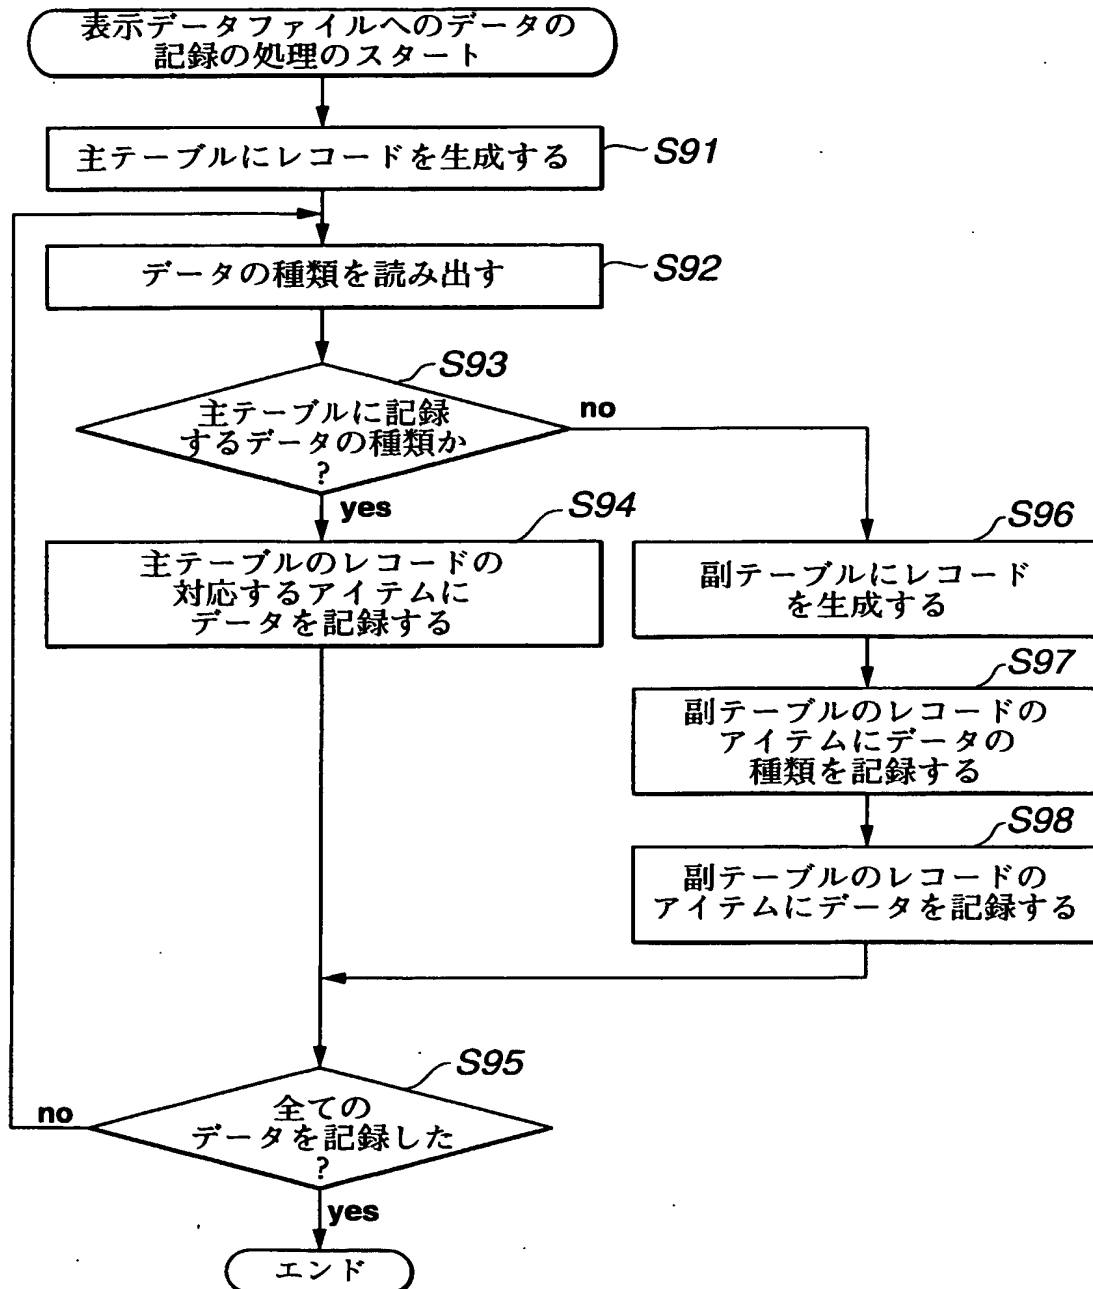 表示データファイルへのデータの
記録の処理のスタート
主テーブルにレコードを生成する
S91
データの種類を読み出す
S92
S93
主テーブルに記録
するデータの種類か
?
no
yes
S94
主テーブルのレコードの
対応するアイテムに
データを記録する
S96
副テーブルにレコード
を生成する
S97
副テーブルのレコードの
アイテムにデータの
種類を記録する
S98
副テーブルのレコードの
アイテムにデータを記録する
S95
全ての
データを記録した
?
no
yes
エンド